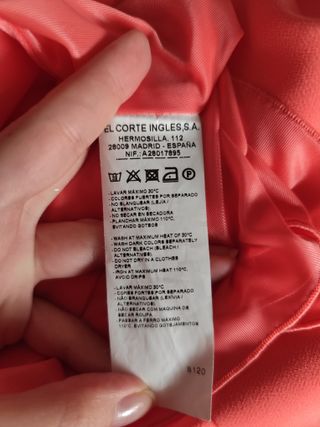 EL CORTE INGLES,S.A.
HERMOSILLA, 112
28009 MADRID - ESPAÑA
NIF.:A28017895
P
-LAVAR MÁXIMO 30°C
-COLORES FUERTES POR SEPARADO
-NO BLANQUEAR (LEJIA / ALTERNATIVOS)
-NO SECAR EN SECADORA
-PLANCHAR MÁXIMO 110°C,
EVITANDO GOTEOS
-WASH AT MAXIMUM HEAT OF 30°C
-WASH DARK COLORS SEPARATELY
-DO NOT BLEACH (BLEACH /
ALTERNATIVES)
-DO NOT DRY IN A CLOTHES
DRYER
-IRON AT MAXIMUM HEAT 110°C,
AVOID DRIPS
-LAVAR MÁXIMO 30°C
-CORES FORTES POR SEPARADO
-NÃO BRANQUEAR (LEXIVIA /
ALTERNATIVOS)
-NÃO SECAR COM MAQUINA DE
SECAR ROUPA
-PASSAR A FERRO MÁXIMO
110°C, EVITANDO GOTEJAMENTOS
8120